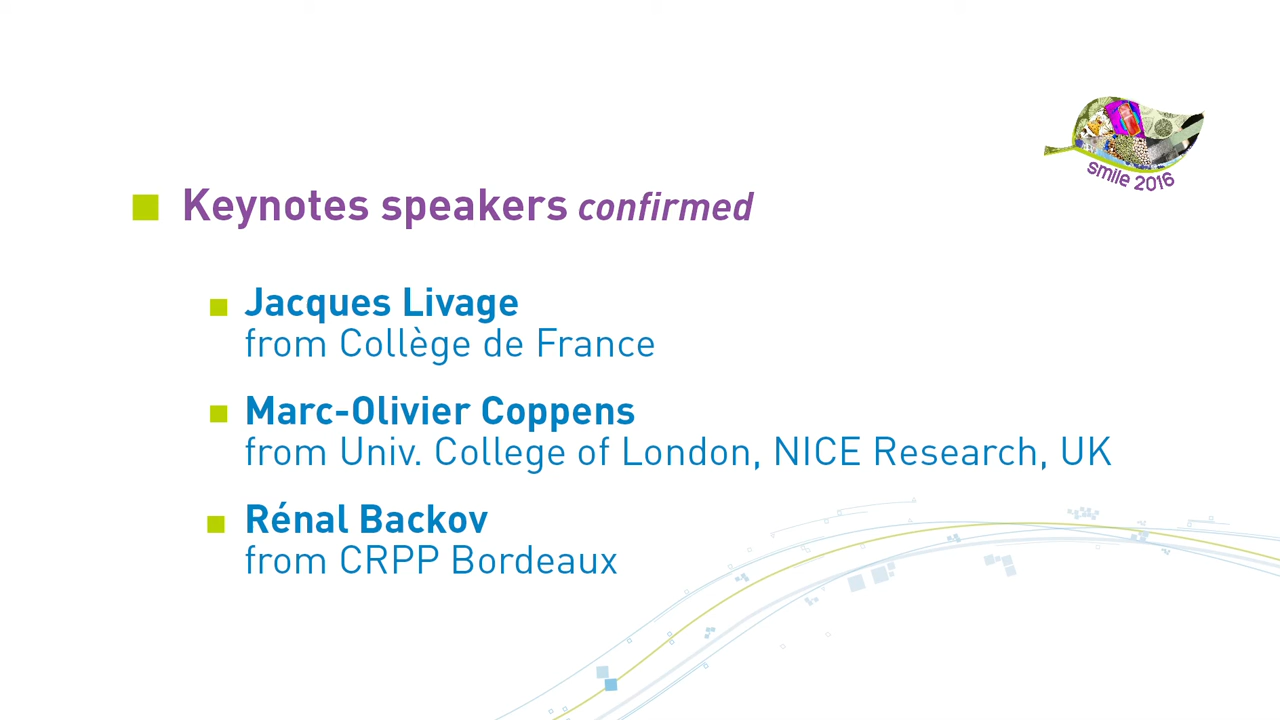 smile 2016
Keynotes speakers confirmed
Jacques Livage
from Collège de France
Marc-Olivier Coppens
from Univ. College of London, NICE Research, UK
Rénal Backov
from CRPP Bordeaux